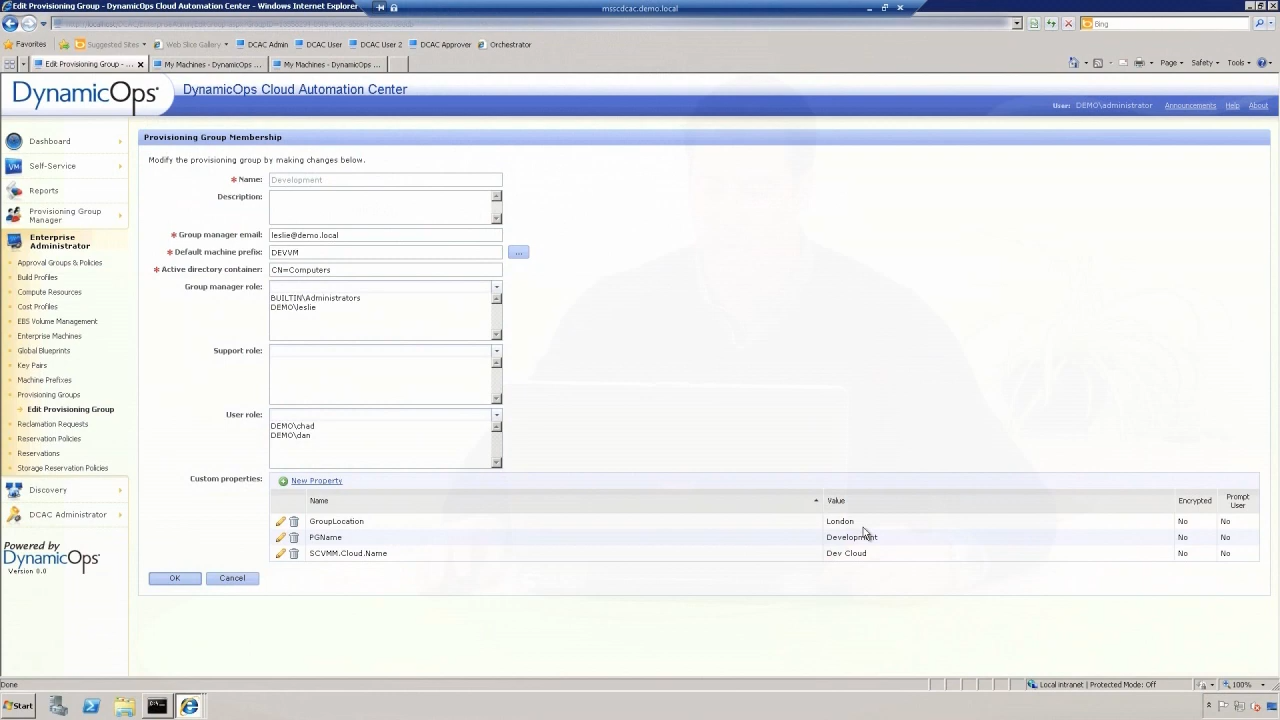 Edit Provisioning Group - DynamicOps Cloud Automation Center - Windows Internet Explorer
msscdcac.demo.local
Bing
Favorites
Suggested Sites
Web Slice Gallery
DCAC Admin
DCAC User
DCAC User 2
DCAC Approver
Orchestrator
Edit Provisioning Group - ...
My Machines - DynamicOps ...
My Machines - DynamicOps ...
Page
Safety
Tools
DynamicOps
DynamicOps Cloud Automation Center
User: DEMO\administrator
Announcements
Help
About
Dashboard
Self-Service
Reports
Provisioning Group
Manager
Enterprise
Administrator
Approval Groups & Policies
Build Profiles
Compute Resources
Cost Profiles
EBS Volume Management
Enterprise Machines
Global Blueprints
Key Pairs
Machine Prefixes
Provisioning Groups
Edit Provisioning Group
Reclamation Requests
Reservation Policies
Reservations
Storage Reservation Policies
Discovery
DCAC Administrator
Powered by
DynamicOps
Version 8.0
Provisioning Group Membership
Modify the provisioning group by making changes below.
* Name: Development
Description:
* Group manager email: leslie@demo.local
* Default machine prefix: DEVVM ...
* Active directory container: CN=Computers
Group manager role:
BUILTIN\Administrators
DEMO\leslie
Support role:
User role:
DEMO\chad
DEMO\dan
Custom properties:
New Property
Name Value Encrypted Prompt User
GroupLocation London No No
PGName Development No No
SCVMM.Cloud.Name Dev Cloud No No
OK
Cancel
Done
Local intranet | Protected Mode: Off
100%
Start